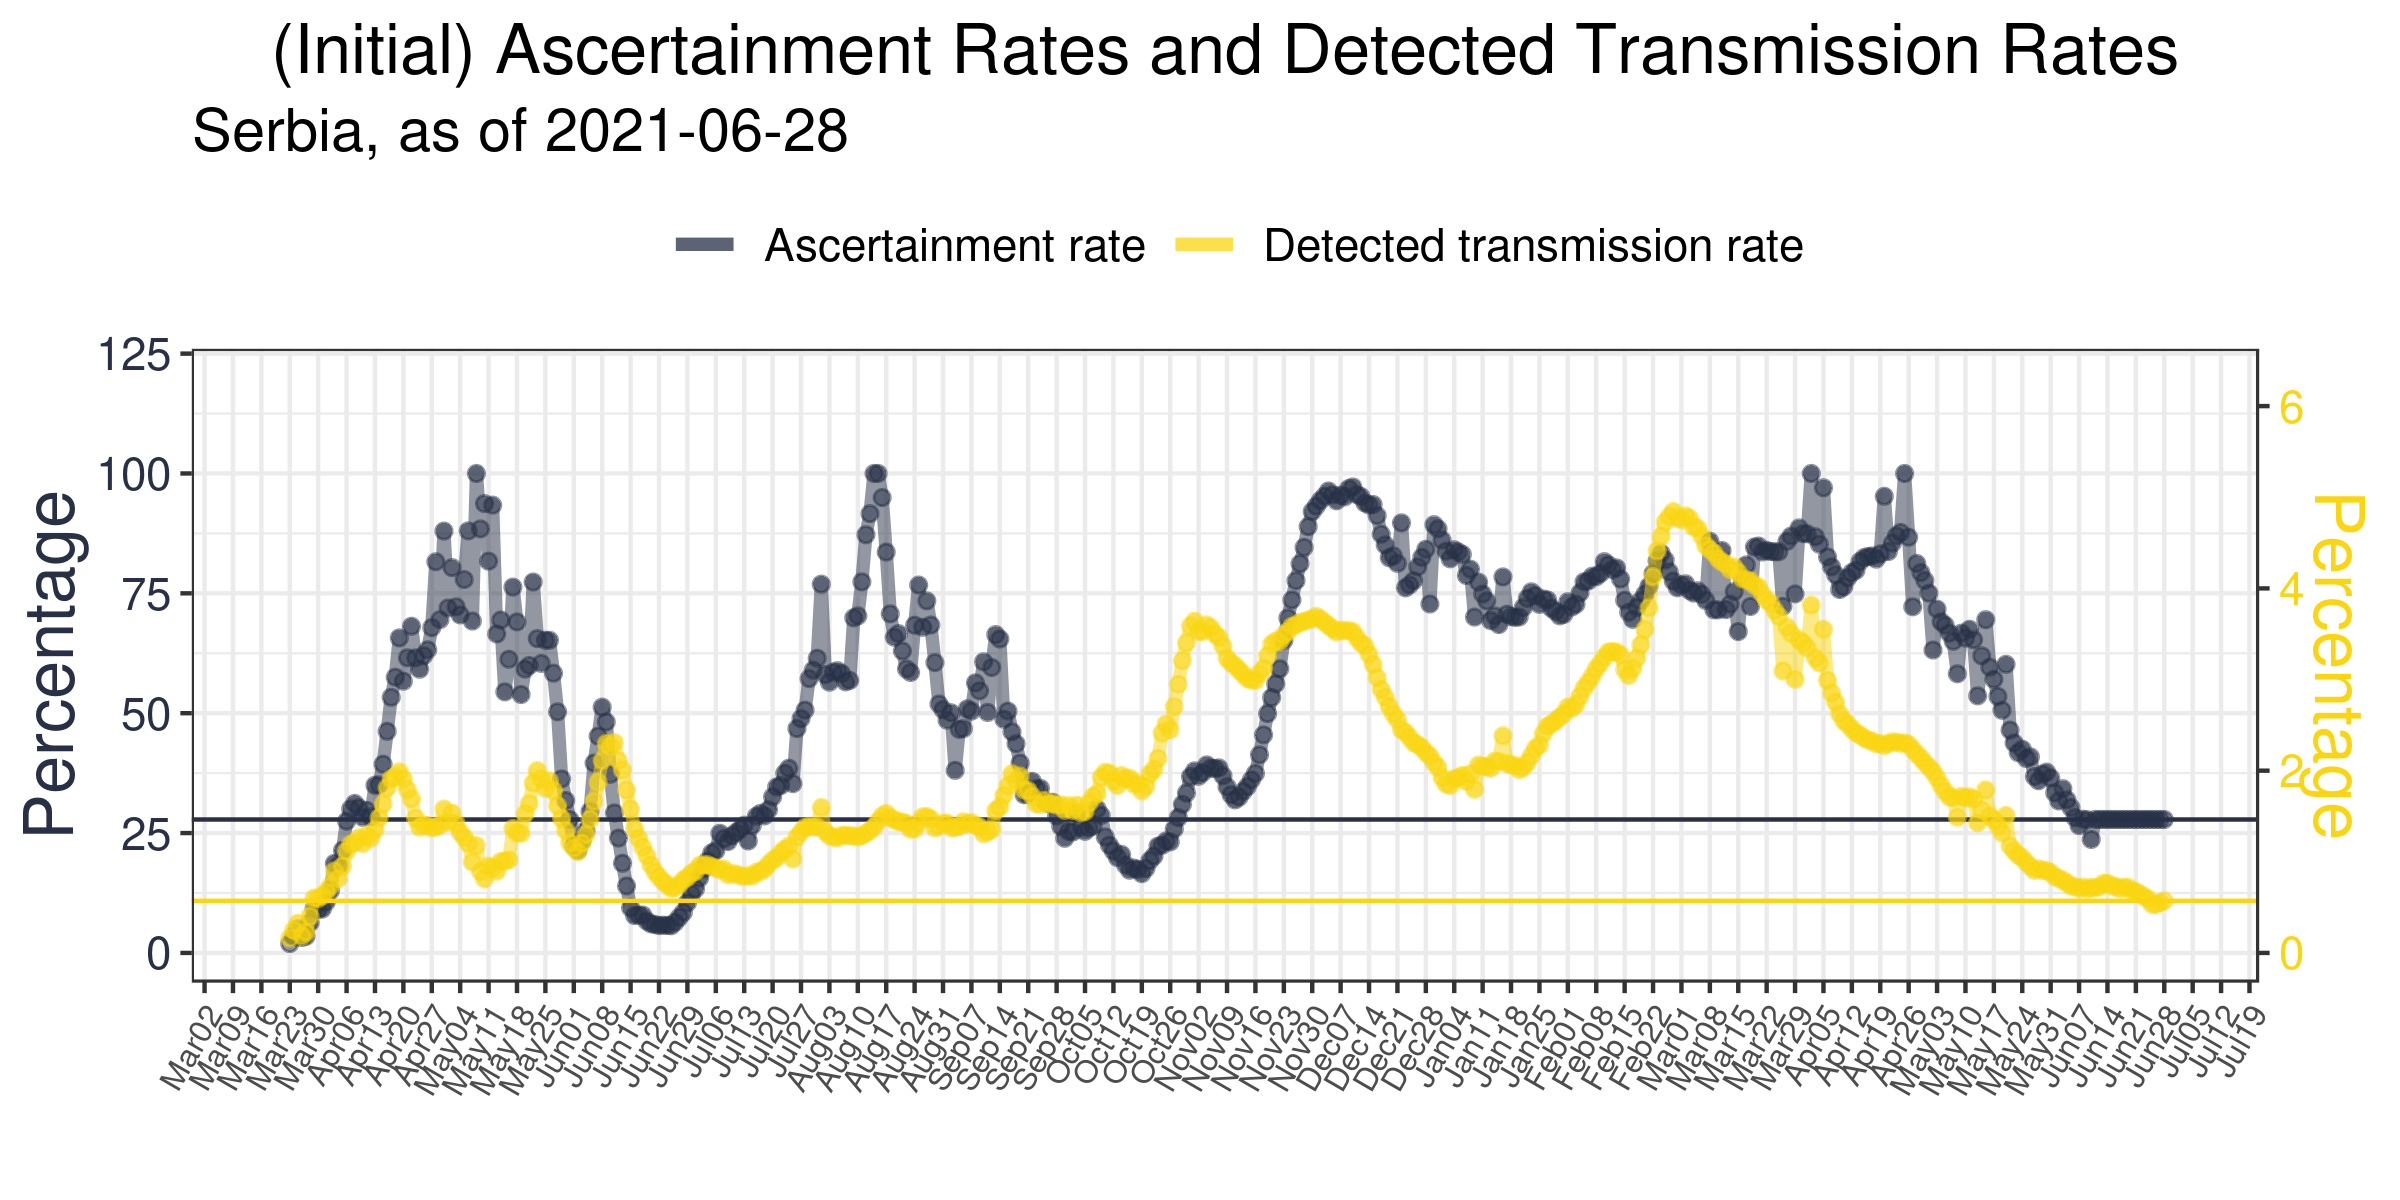 (Initial) Ascertainment Rates and Detected Transmission Rates
Serbia, as of 2021-06-28
Ascertainment rate
Detected transmission rate
Percentage
125
100
75
50
25
0
6
4
2
0
Percentage
Mar02
Mar09
Mar16
Mar23
Mar30
Apr06
Apr13
Apr20
Apr27
May04
May11
May18
May25
Jun01
Jun08
Jun15
Jun22
Jun29
Jul06
Jul13
Jul20
Jul27
Aug03
Aug10
Aug17
Aug24
Aug31
Sep07
Sep14
Sep21
Sep28
Oct05
Oct12
Oct19
Oct26
Nov02
Nov09
Nov16
Nov23
Nov30
Dec07
Dec14
Dec21
Dec28
Jan04
Jan11
Jan18
Jan25
Feb01
Feb08
Feb15
Feb22
Mar01
Mar08
Mar15
Mar22
Mar29
Apr05
Apr12
Apr19
Apr26
May03
May10
May17
May24
May31
Jun07
Jun14
Jun21
Jun28
Jul05
Jul12
Jul19